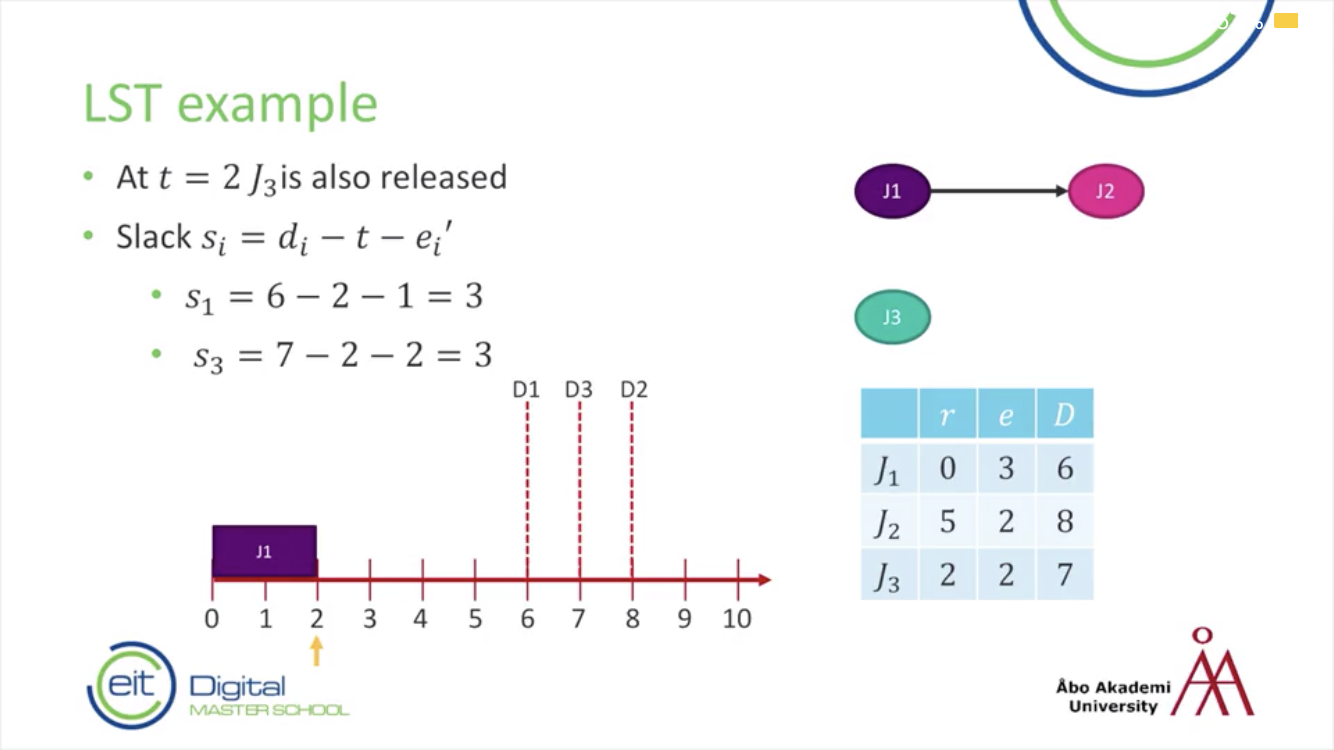 LST example
• At t = 2 J₃is also released
• Slack sᵢ = dᵢ − t − eᵢ′
• s₁ = 6 − 2 − 1 = 3
• s₃ = 7 − 2 − 2 = 3
J1 J2
J3
D1 D3 D2
r e D
J₁ 0 3 6
J₂ 5 2 8
J₃ 2 2 7
J1
0 1 2 3 4 5 6 7 8 9 10
eit Digital
MASTER SCHOOL
Åbo Akademi
University